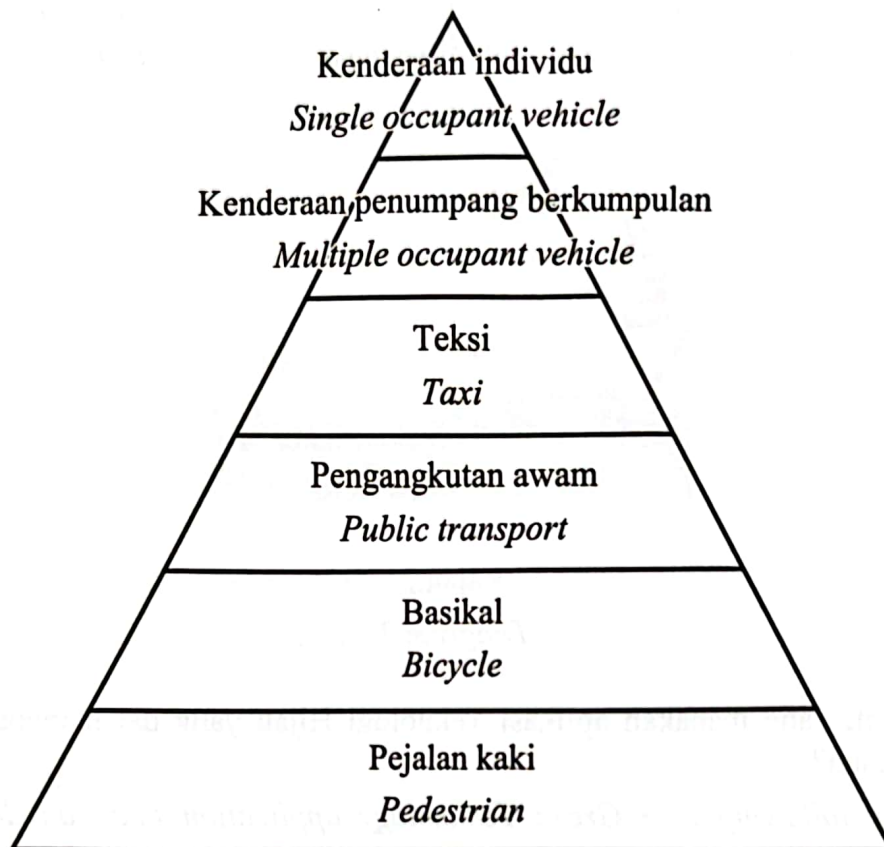 Kenderaan individu
Single occupant vehicle
Kenderaan penumpang berkumpulan
Multiple occupant vehicle
Teksi
Taxi
Pengangkutan awam
Public transport
Basikal
Bicycle
Pejalan kaki
Pedestrian